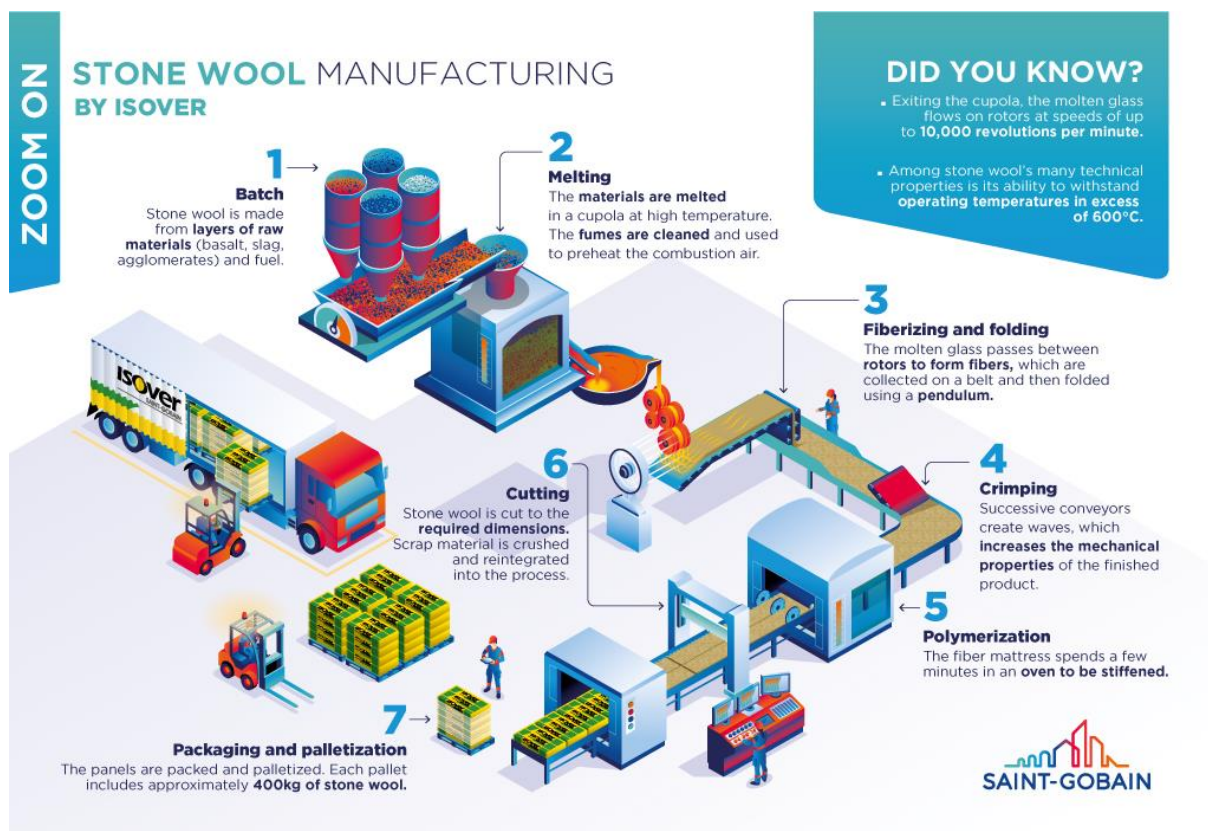 ZOOM ON
STONE WOOL MANUFACTURING
BY ISOVER
DID YOU KNOW?
Exiting the cupola, the molten glass
flows on rotors at speeds of up
to 10,000 revolutions per minute.
Among stone wool's many technical
properties is its ability to withstand
operating temperatures in excess
of 600°C.
1
Batch
Stone wool is made
from layers of raw
materials (basalt, slag,
agglomerates) and fuel.
2
Melting
The materials are melted
in a cupola at high temperature.
The fumes are cleaned and used
to preheat the combustion air.
3
Fiberizing and folding
The molten glass passes between
rotors to form fibers, which are
collected on a belt and then folded
using a pendulum.
isover
SAINT-GOBAIN
4
Crimping
Successive conveyors
create waves, which
increases the mechanical
properties of the finished
product.
6
Cutting
Stone wool is cut to the
required dimensions.
Scrap material is crushed
and reintegrated
into the process.
5
Polymerization
The fiber mattress spends a few
minutes in an oven to be stiffened.
7
Packaging and palletization
The panels are packed and palletized. Each pallet
includes approximately 400kg of stone wool.
SAINT-GOBAIN